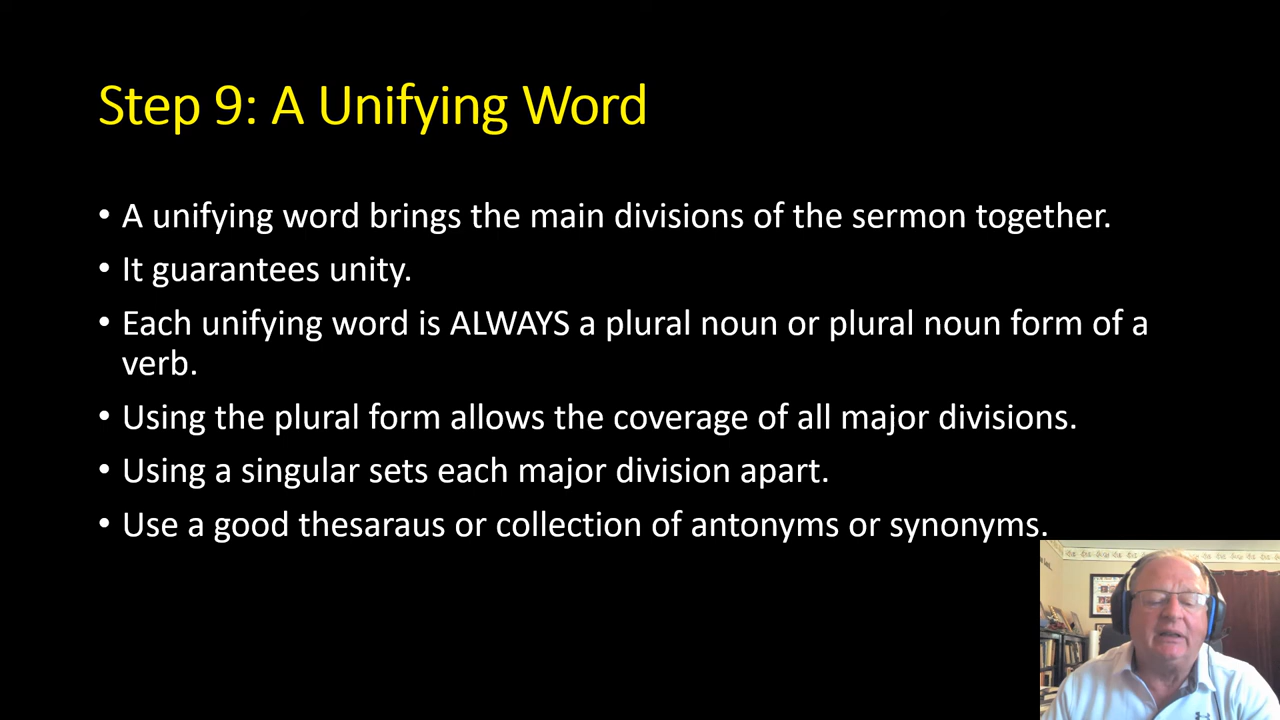 Step 9: A Unifying Word
• A unifying word brings the main divisions of the sermon together.
• It guarantees unity.
• Each unifying word is ALWAYS a plural noun or plural noun form of a
verb.
• Using the plural form allows the coverage of all major divisions.
• Using a singular sets each major division apart.
• Use a good thesaraus or collection of antonyms or synonyms.